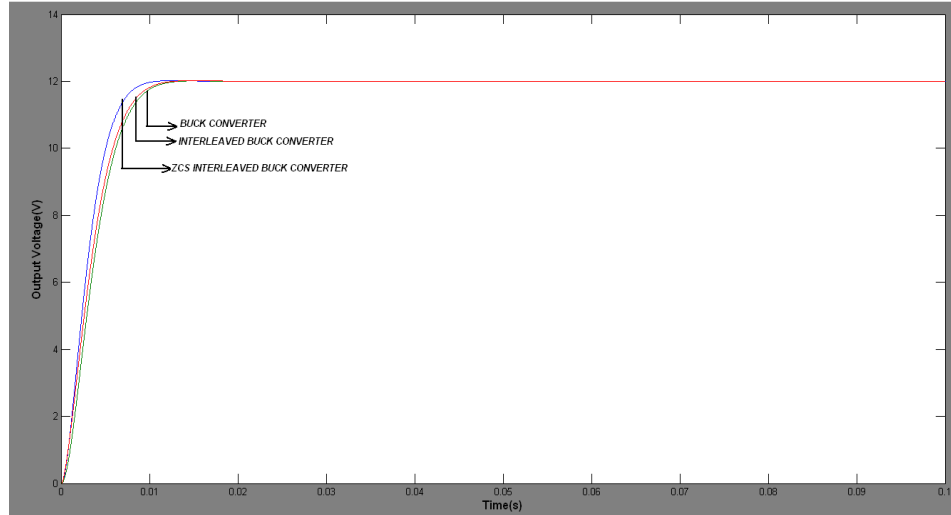 14
12
10
8
6
4
2
0
Output Voltage(V)
BUCK CONVERTER
INTERLEAVED BUCK CONVERTER
ZCS INTERLEAVED BUCK CONVERTER
0 0.01 0.02 0.03 0.04 0.05 0.06 0.07 0.08 0.09 0.1
Time(s)